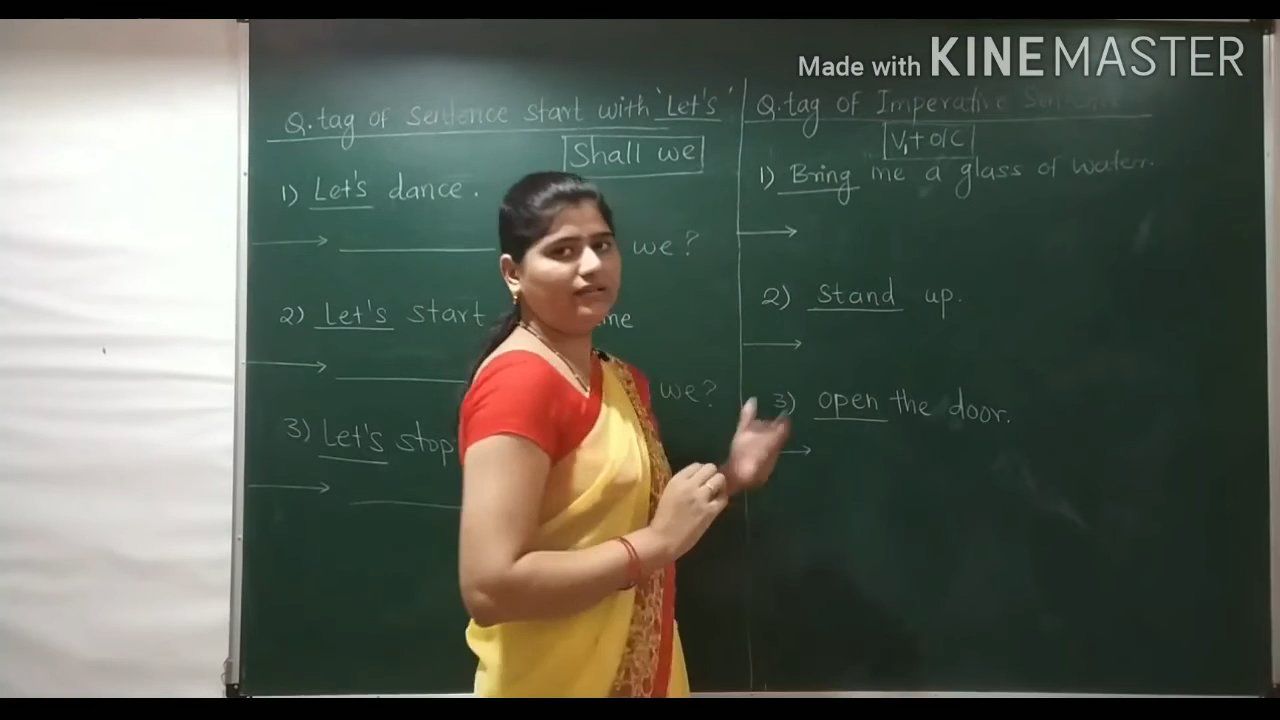 Made with KINEMASTER
Q.tag of Sentence Start with 'Let's'
Shall we
1) Let's dance.
we?
2) Let's start
we?
3) Let's stop
Q.tag of Imperative
V₁+O/C
1) Bring me a glass of water.
2) Stand up.
3) open the door.